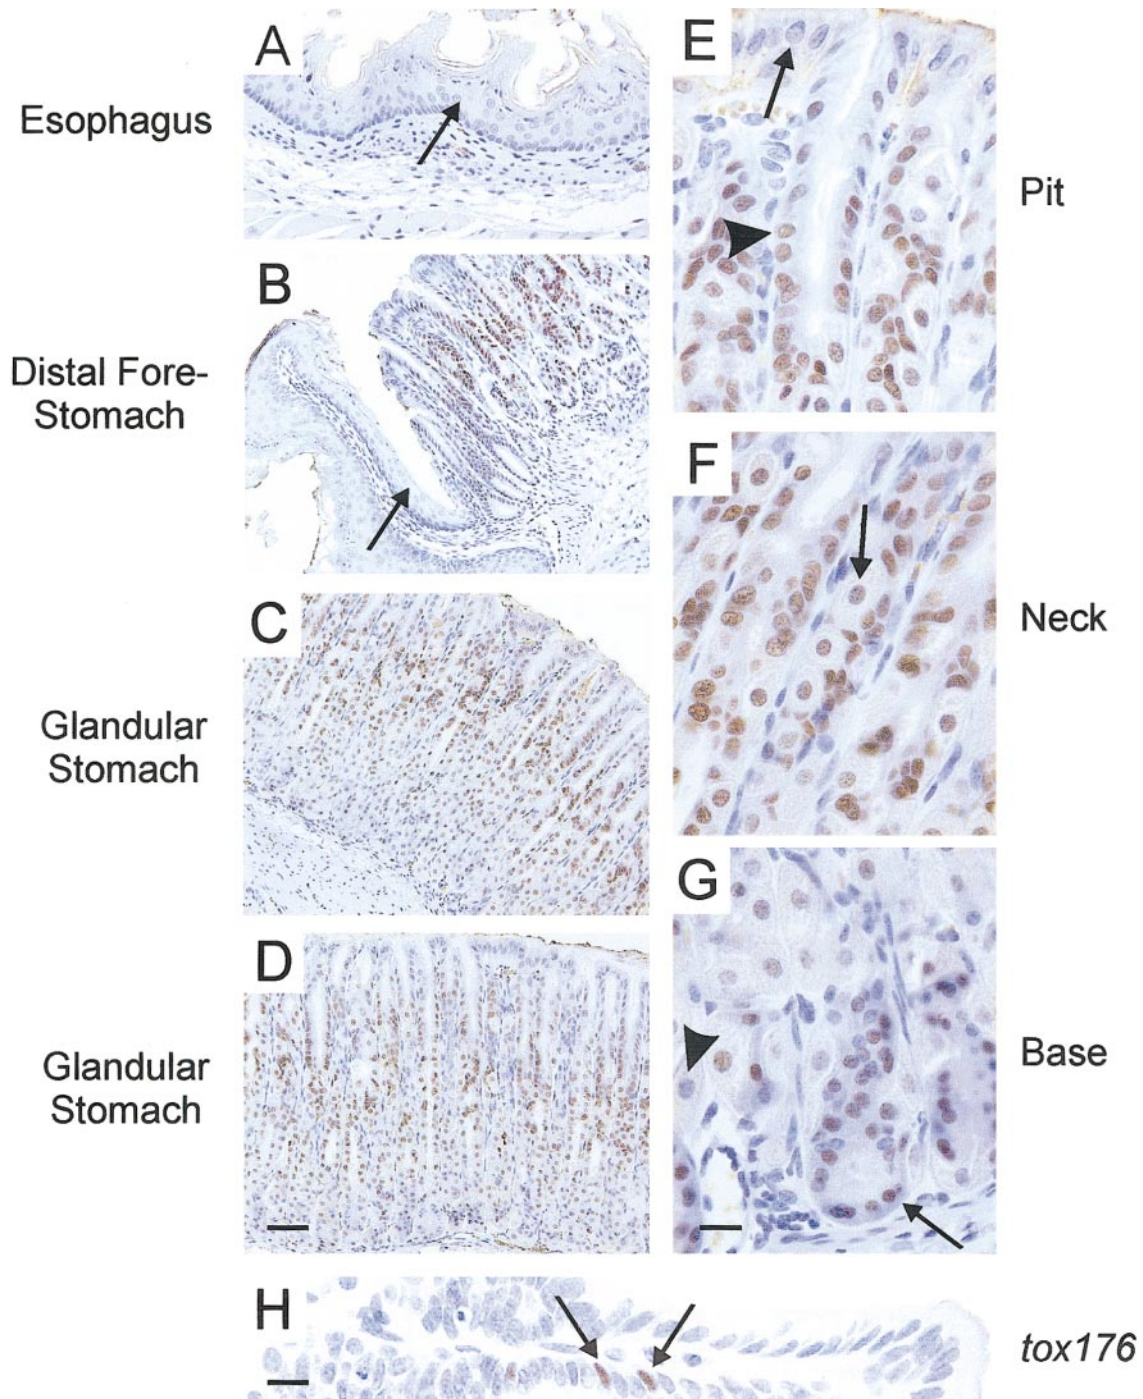 A
Esophagus
B
Distal Fore-
Stomach
C
Glandular
Stomach
D
Glandular
Stomach
E
Pit
F
Neck
G
Base
H
tox176